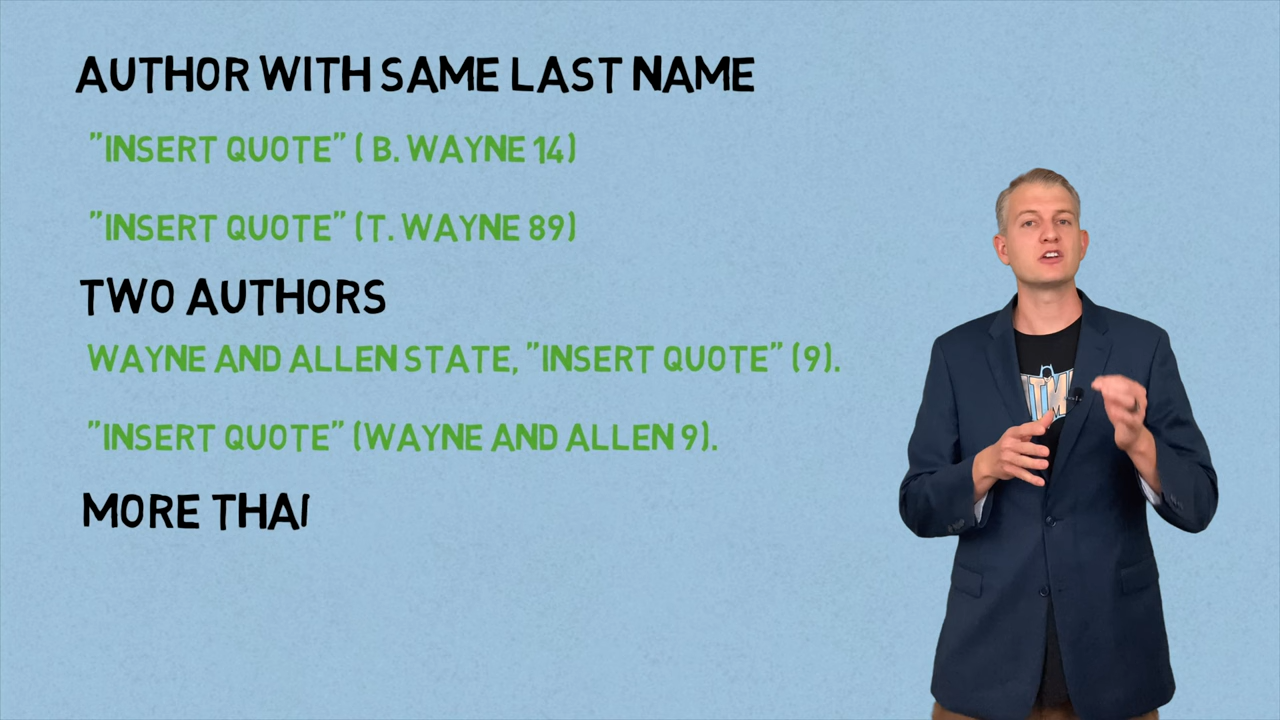 AUTHOR WITH SAME LAST NAME
"INSERT QUOTE" ( B. WAYNE 14)
"INSERT QUOTE" (T. WAYNE 89)
TWO AUTHORS
WAYNE AND ALLEN STATE, "INSERT QUOTE" (9).
"INSERT QUOTE" (WAYNE AND ALLEN 9).
MORE THA